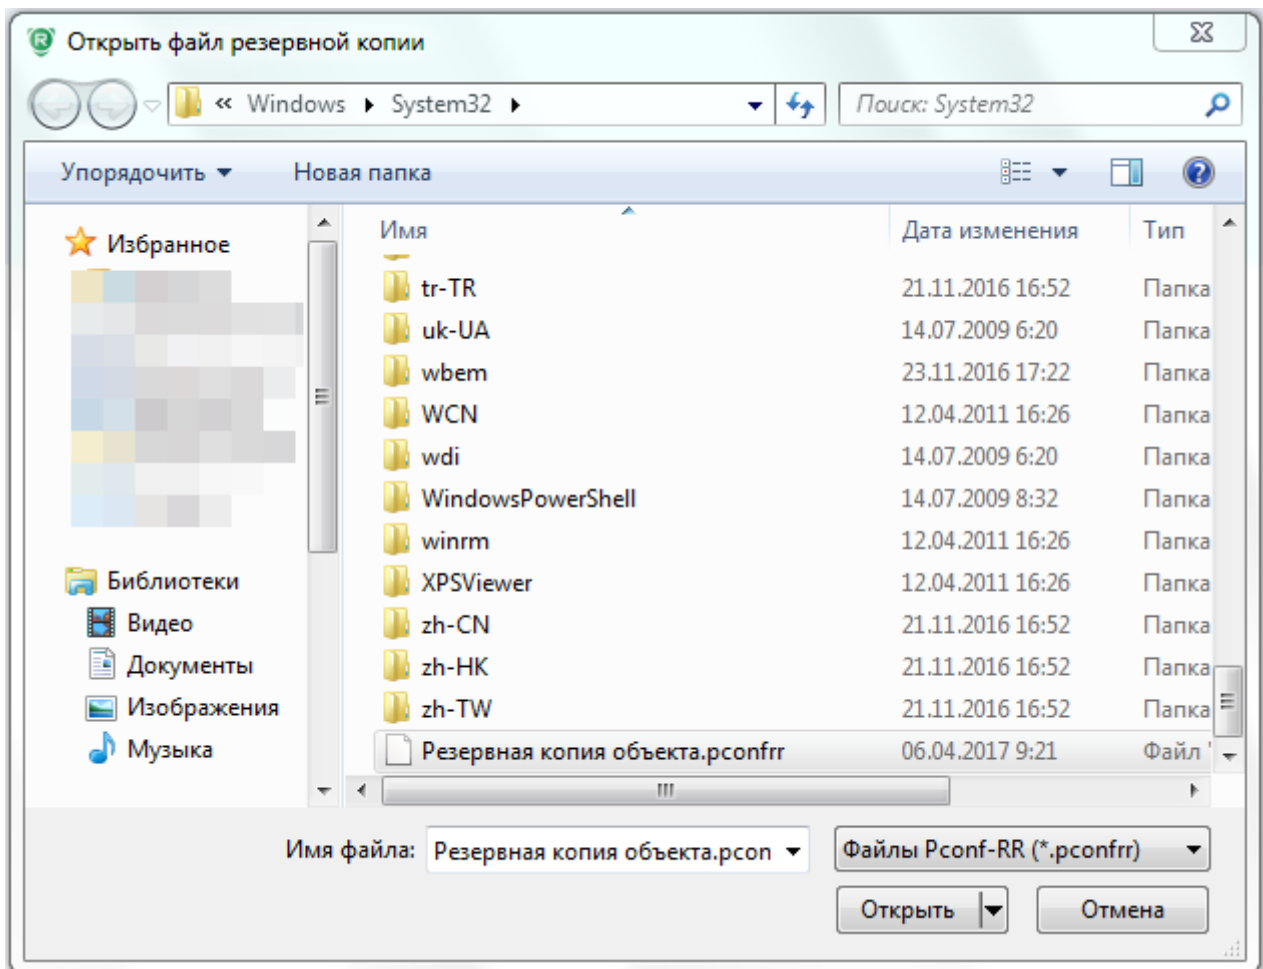 Открыть файл резервной копии
« Windows ▸ System32 ▸
Поиск: System32
Упорядочить ▼ Новая папка
Избранное
Библиотеки
Видео
Документы
Изображения
Музыка
Имя Дата изменения Тип
tr-TR 21.11.2016 16:52 Папка
uk-UA 14.07.2009 6:20 Папка
wbem 23.11.2016 17:22 Папка
WCN 12.04.2011 16:26 Папка
wdi 14.07.2009 6:20 Папка
WindowsPowerShell 14.07.2009 8:32 Папка
winrm 12.04.2011 16:26 Папка
XPSViewer 12.04.2011 16:26 Папка
zh-CN 21.11.2016 16:52 Папка
zh-HK 21.11.2016 16:52 Папка
zh-TW 21.11.2016 16:52 Папка
Резервная копия объекта.pconfrr 06.04.2017 9:21 Файл "
Имя файла: Резервная копия объекта.pcon
Файлы Pconf-RR (*.pconfrr)
Открыть Отмена